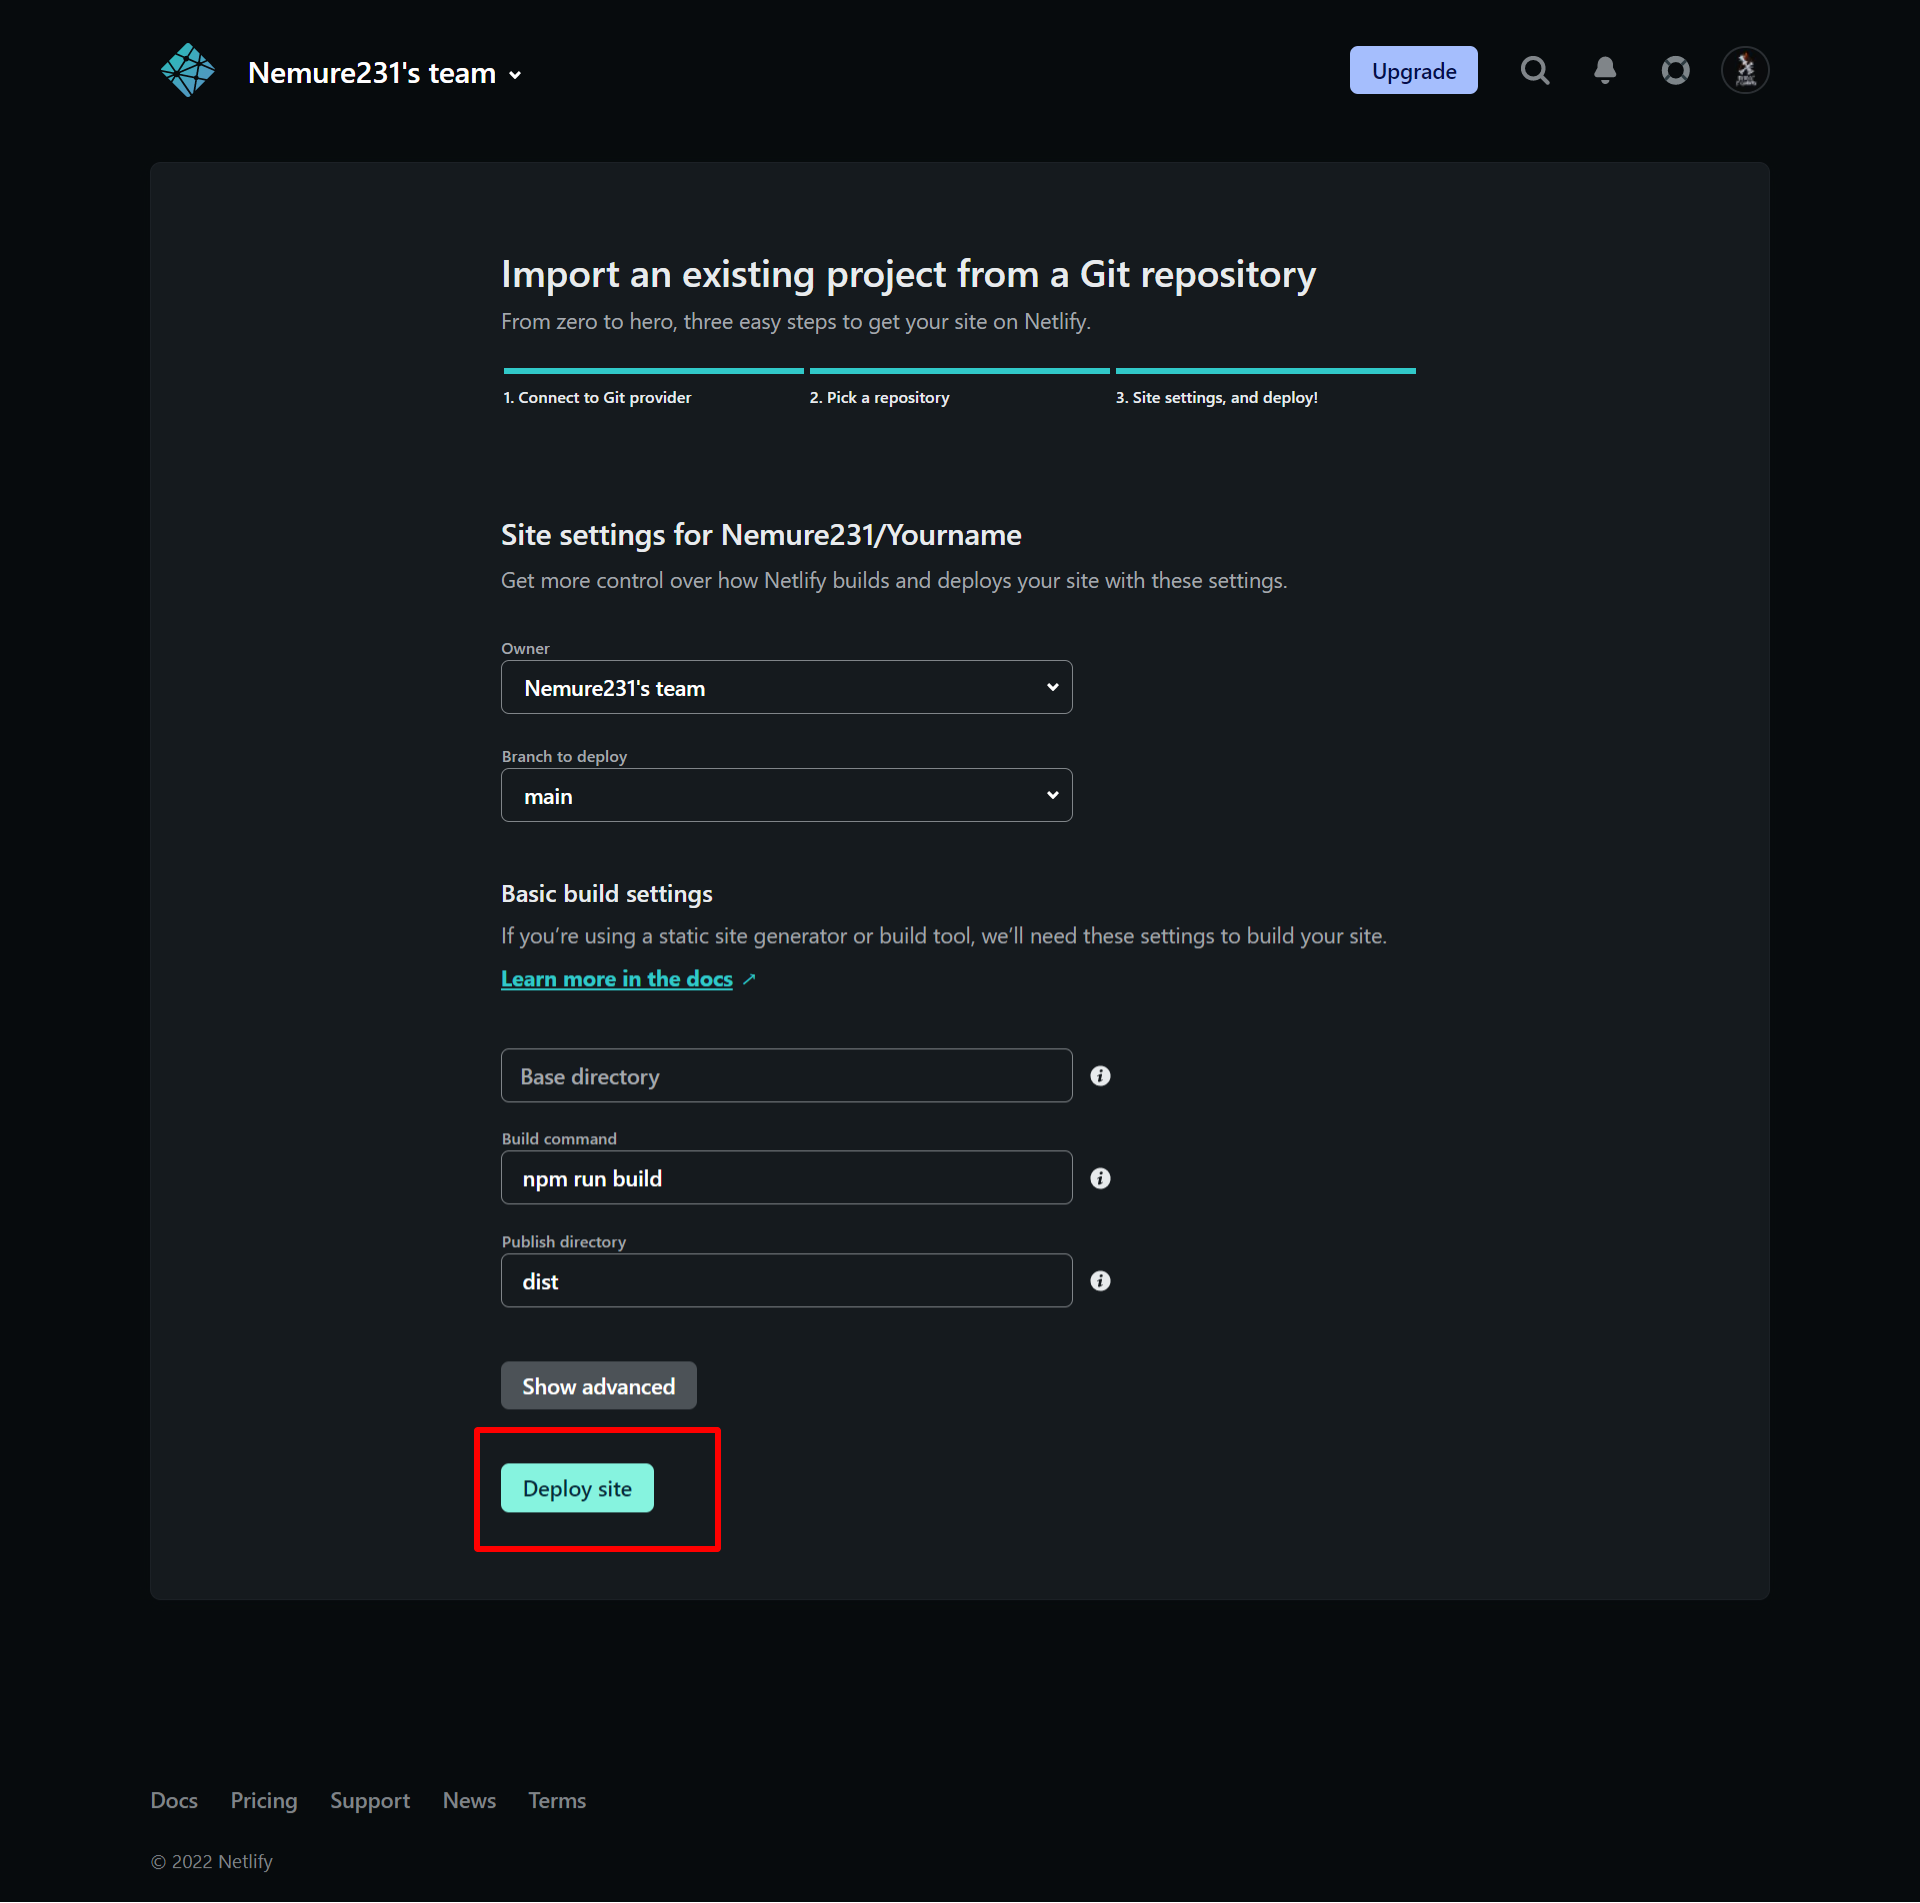 Nemure231's team
Upgrade
Import an existing project from a Git repository
From zero to hero, three easy steps to get your site on Netlify.
1. Connect to Git provider
2. Pick a repository
3. Site settings, and deploy!
Site settings for Nemure231/Yourname
Get more control over how Netlify builds and deploys your site with these settings.
Owner
Nemure231's team
Branch to deploy
main
Basic build settings
If you’re using a static site generator or build tool, we’ll need these settings to build your site.
Learn more in the docs
Base directory
Build command
npm run build
Publish directory
dist
Show advanced
Deploy site
Docs Pricing Support News Terms
© 2022 Netlify